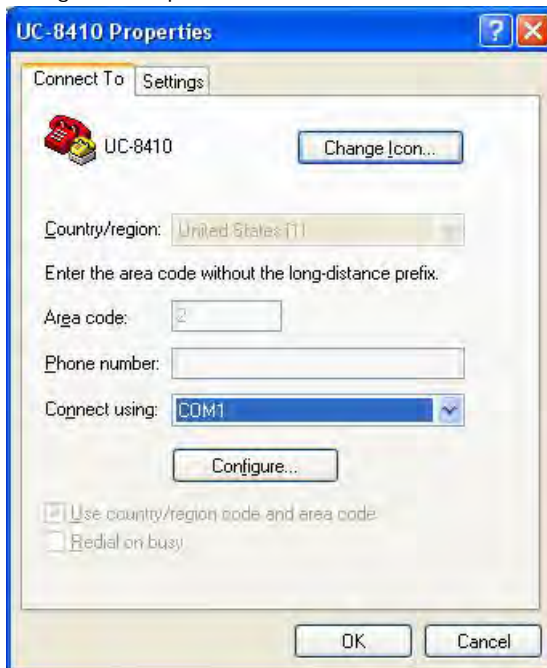 UC-8410 Properties
Connect To Settings
UC-8410 Change Icon...
Country/region: United States (1)
Enter the area code without the long-distance prefix.
Area code: 2
Phone number:
Connect using: COM1
Configure...
Use country/region code and area code
Redial on busy
OK Cancel